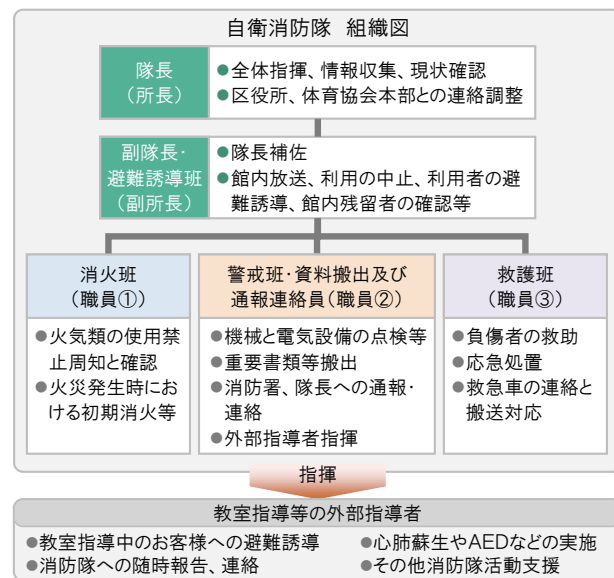 自衛消防隊 組織図
隊長
（所長）
●全体指揮、情報収集、現状確認
●区役所、体育協会本部との連絡調整
副隊長・
避難誘導班
（副所長）
●隊長補佐
●館内放送、利用の中止、利用者の避
難誘導、館内残留者の確認等
消火班
（職員①）
●火気類の使用禁
止周知と確認
●火災発生時にお
ける初期消火等
警戒班・資料搬出及び
通報連絡員（職員②）
●機械と電気設備の点検等
●重要書類等搬出
●消防署、隊長への通報・
連絡
●外部指導者指揮
救護班
（職員③）
●負傷者の救助
●応急処置
●救急車の連絡と
搬送対応
指揮
教室指導等の外部指導者
●教室指導中のお客様への避難誘導
●消防隊への随時報告、連絡
●心肺蘇生やAEDなどの実施
●その他消防隊活動支援